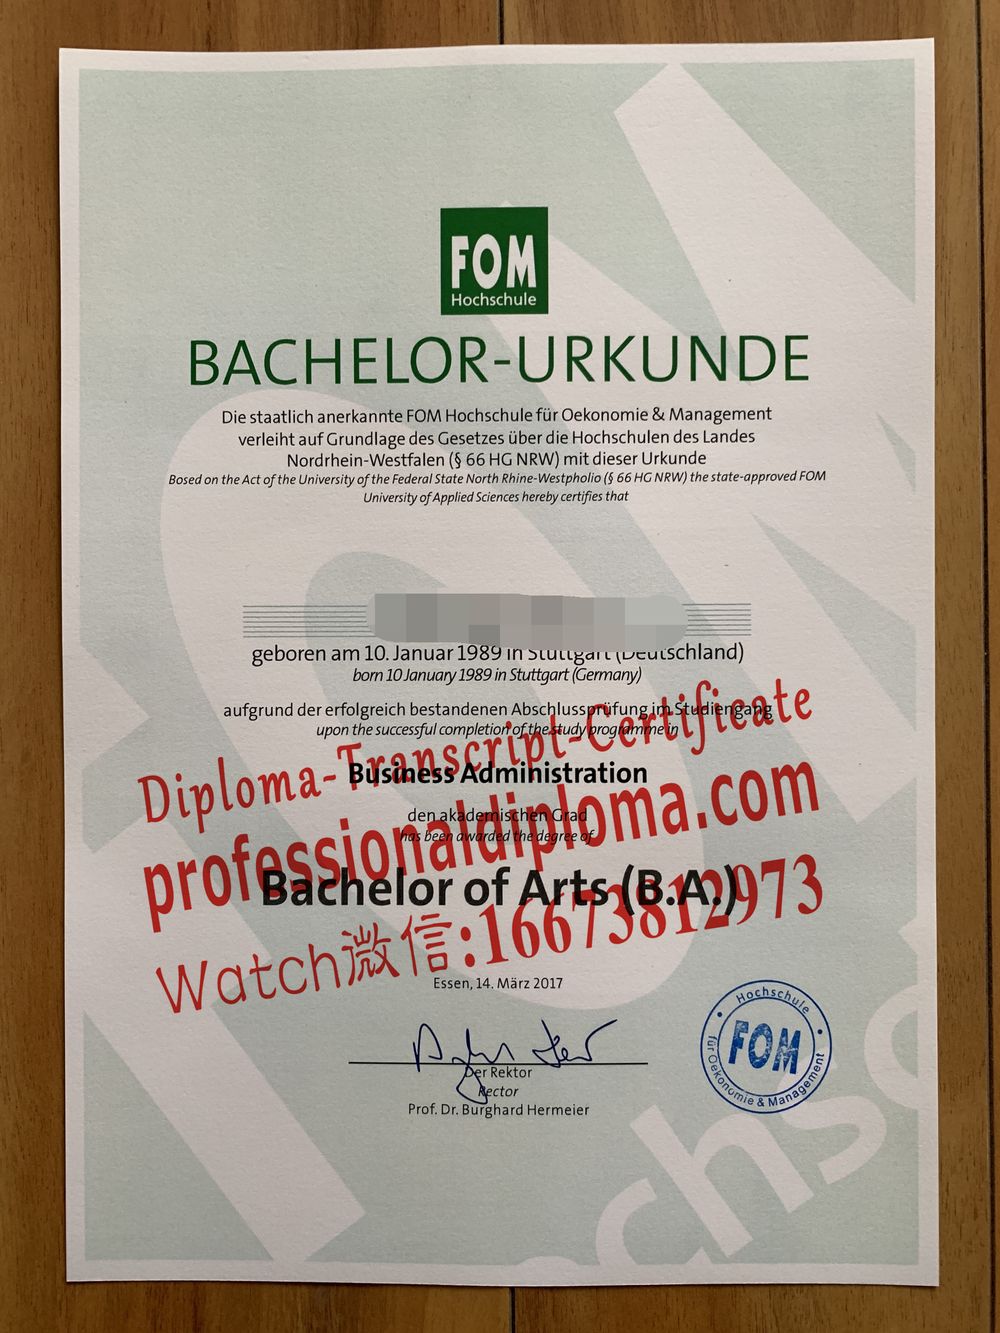 FOM
Hochschule
BACHELOR-URKUNDE
Die staatlich anerkannte FOM Hochschule für Oekonomie & Management
verleiht auf Grundlage des Gesetzes über die Hochschulen des Landes
Nordrhein-Westfalen (§ 66 HG NRW) mit dieser Urkunde
Bosed on the Act of the University of the Federal State North Rhine-Westpholio (§ 66 HG NRW) the state-approved FOM
University of Applied Sciences hereby certifies that
geboren am 10. Januar 1989 in Stuttgart (Deutschland)
born 10 January 1989 in Stuttgart (Germany)
aufgrund der erfolgreich bestandenen Abschlussprüfung im Studiengang
upon the successful completion of the study programme in
Diploma-Transcript-Certificate
Business Administration
den akademischen Grad
has been awarded the degree of
professionaldiploma.com
Bachelor of Arts (B.A.)
Watch微信:16673812973
Essen, 14. März 2017
Der Rektor
Rector
Prof. Dr. Burghard Hermeier
Hochschule
FOM
für Oekonomie & Management